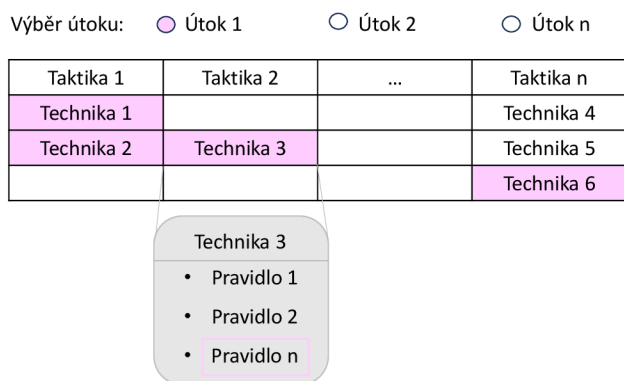 Výběr útoku: Útok 1 Útok 2 Útok n
Taktika 1 Taktika 2 ... Taktika n
Technika 1 Technika 4
Technika 2 Technika 3 Technika 5
Technika 6
Technika 3
• Pravidlo 1
• Pravidlo 2
• Pravidlo n